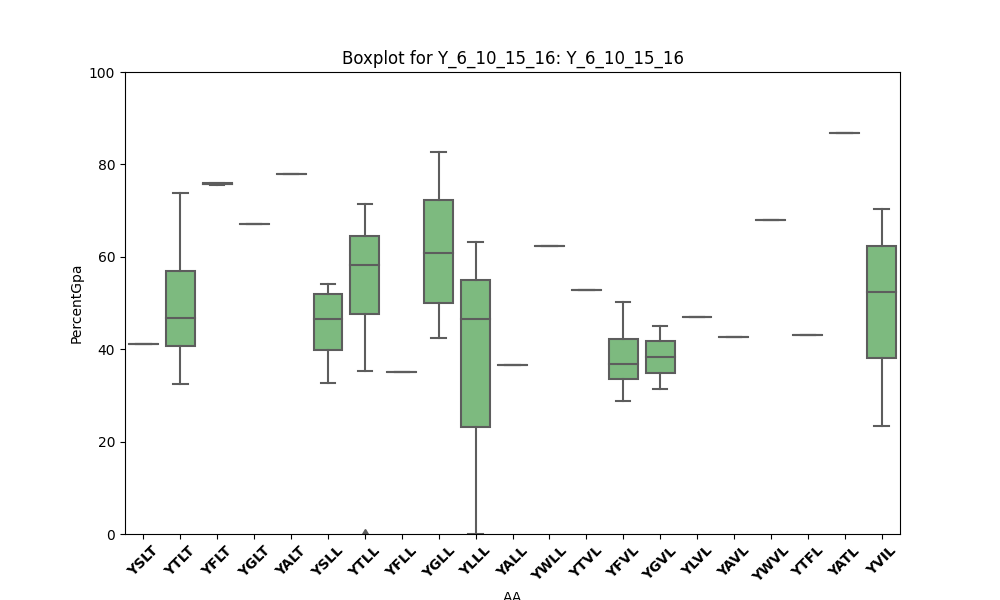 Boxplot for Y_6_10_15_16: Y_6_10_15_16
PercentGpa
100
80
60
40
20
0
YSLT
YTLT
YFLT
YGLT
YALT
YSLL
YTLL
YFLL
YGLL
YLLL
YALL
YWLL
YTVL
YFVL
YGVL
YLVL
YAVL
YWVL
YTFL
YATL
YVIL
AA